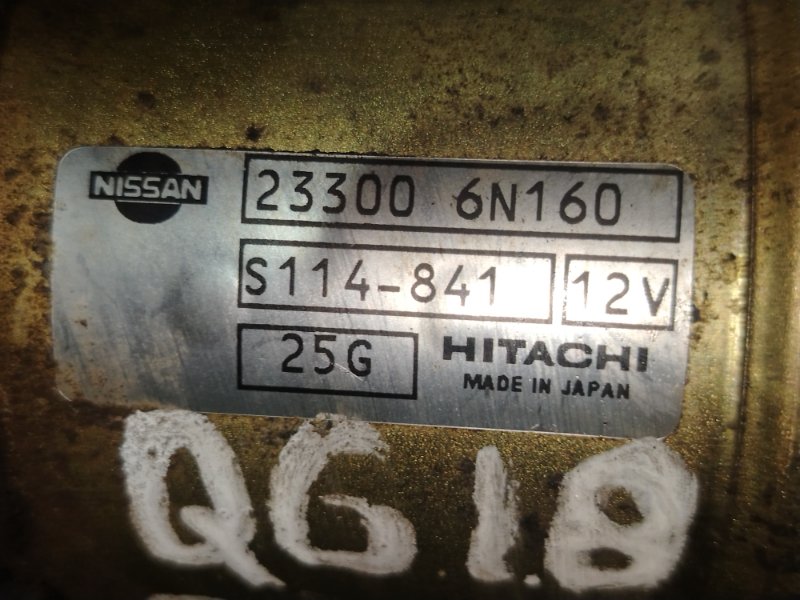 NISSAN 23300 6N160
S114-841 12V
25G HITACHI
MADE IN JAPAN
QG18